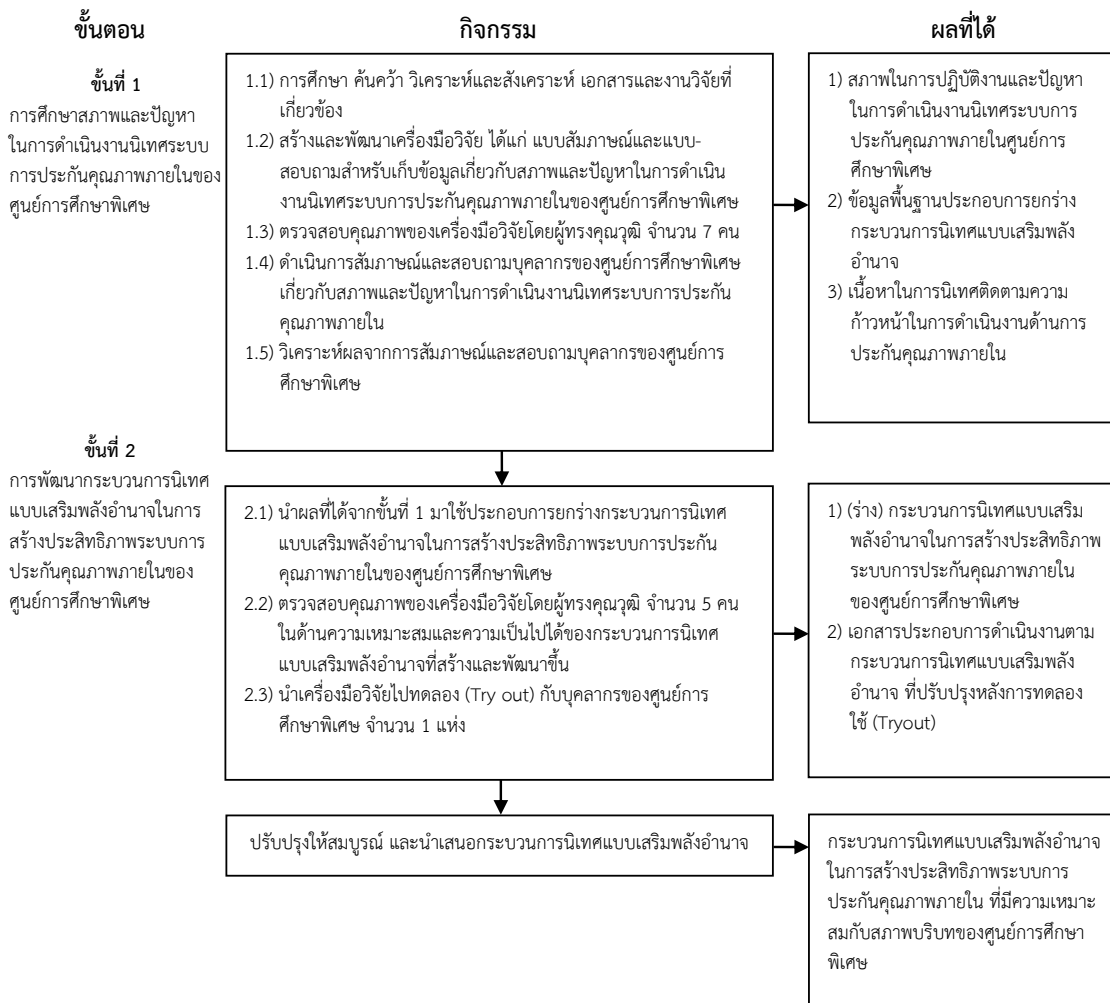 ขั้นตอน
กิจกรรม
ผลที่ได้
ขั้นที่ 1
การศึกษาสภาพและปัญหา
ในการดำเนินงานนิเทศระบบ
การประกันคุณภาพภายในของ
ศูนย์การศึกษาพิเศษ
1.1) การศึกษา ค้นคว้า วิเคราะห์และสังเคราะห์ เอกสารและงานวิจัยที่
เกี่ยวข้อง
1.2) สร้างและพัฒนาเครื่องมือวิจัย ได้แก่ แบบสัมภาษณ์และแบบ-
สอบถามสำหรับเก็บข้อมูลเกี่ยวกับสภาพและปัญหาในการดำเนิน
งานนิเทศระบบการประกันคุณภาพภายในของศูนย์การศึกษาพิเศษ
1.3) ตรวจสอบคุณภาพของเครื่องมือวิจัยโดยผู้ทรงคุณวุฒิ จำนวน 7 คน
1.4) ดำเนินการสัมภาษณ์และสอบถามบุคลากรของศูนย์การศึกษาพิเศษ
เกี่ยวกับสภาพและปัญหาในการดำเนินงานนิเทศระบบการประกัน
คุณภาพภายใน
1.5) วิเคราะห์ผลจากการสัมภาษณ์และสอบถามบุคลากรของศูนย์การ
ศึกษาพิเศษ
1) สภาพในการปฏิบัติงานและปัญหา
ในการดำเนินงานนิเทศระบบการ
ประกันคุณภาพภายในศูนย์การ
ศึกษาพิเศษ
2) ข้อมูลพื้นฐานประกอบการยกร่าง
กระบวนการนิเทศแบบเสริมพลัง
อำนาจ
3) เนื้อหาในการนิเทศติดตามความ
ก้าวหน้าในการดำเนินงานด้านการ
ประกันคุณภาพภายใน
ขั้นที่ 2
การพัฒนากระบวนการนิเทศ
แบบเสริมพลังอำนาจในการ
สร้างประสิทธิภาพระบบการ
ประกันคุณภาพภายในของ
ศูนย์การศึกษาพิเศษ
2.1) นำผลที่ได้จากขั้นที่ 1 มาใช้ประกอบการยกร่างกระบวนการนิเทศ
แบบเสริมพลังอำนาจในการสร้างประสิทธิภาพระบบการประกัน
คุณภาพภายในของศูนย์การศึกษาพิเศษ
2.2) ตรวจสอบคุณภาพของเครื่องมือวิจัยโดยผู้ทรงคุณวุฒิ จำนวน 5 คน
ในด้านความเหมาะสมและความเป็นไปได้ของกระบวนการนิเทศ
แบบเสริมพลังอำนาจที่สร้างและพัฒนาขึ้น
2.3) นำเครื่องมือวิจัยไปทดลอง (Try out) กับบุคลากรของศูนย์การ
ศึกษาพิเศษ จำนวน 1 แห่ง
1) (ร่าง) กระบวนการนิเทศแบบเสริม
พลังอำนาจในการสร้างประสิทธิภาพ
ระบบการประกันคุณภาพภายใน
ของศูนย์การศึกษาพิเศษ
2) เอกสารประกอบการดำเนินงานตาม
กระบวนการนิเทศแบบเสริมพลัง
อำนาจ ที่ปรับปรุงหลังการทดลอง
ใช้ (Tryout)
ปรับปรุงให้สมบูรณ์ และนำเสนอกระบวนการนิเทศแบบเสริมพลังอำนาจ
กระบวนการนิเทศแบบเสริมพลังอำนาจ
ในการสร้างประสิทธิภาพระบบการ
ประกันคุณภาพภายใน ที่มีความเหมาะ
สมกับสภาพบริบทของศูนย์การศึกษา
พิเศษ